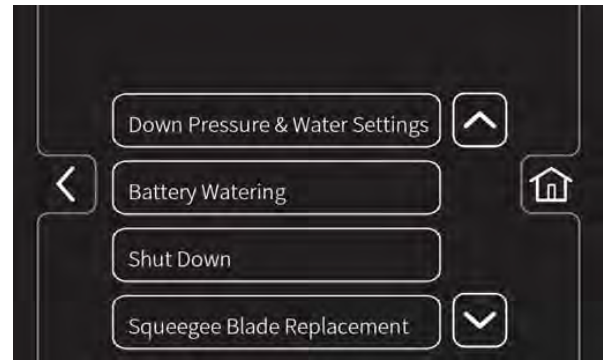 Down Pressure & Water Settings
Battery Watering
Shut Down
Squeegee Blade Replacement